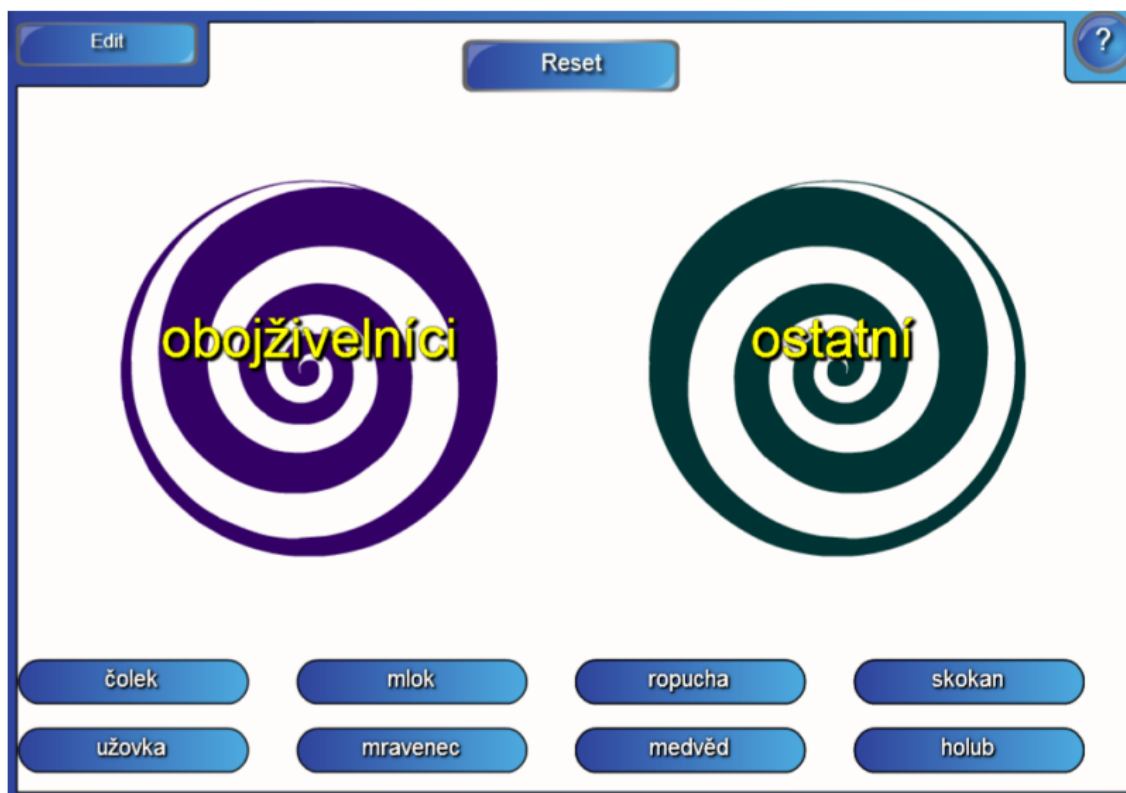 Edit
Reset
?
obojživelníci
ostatní
čolek
mlok
ropucha
skokan
užovka
mravenec
medvěd
holub